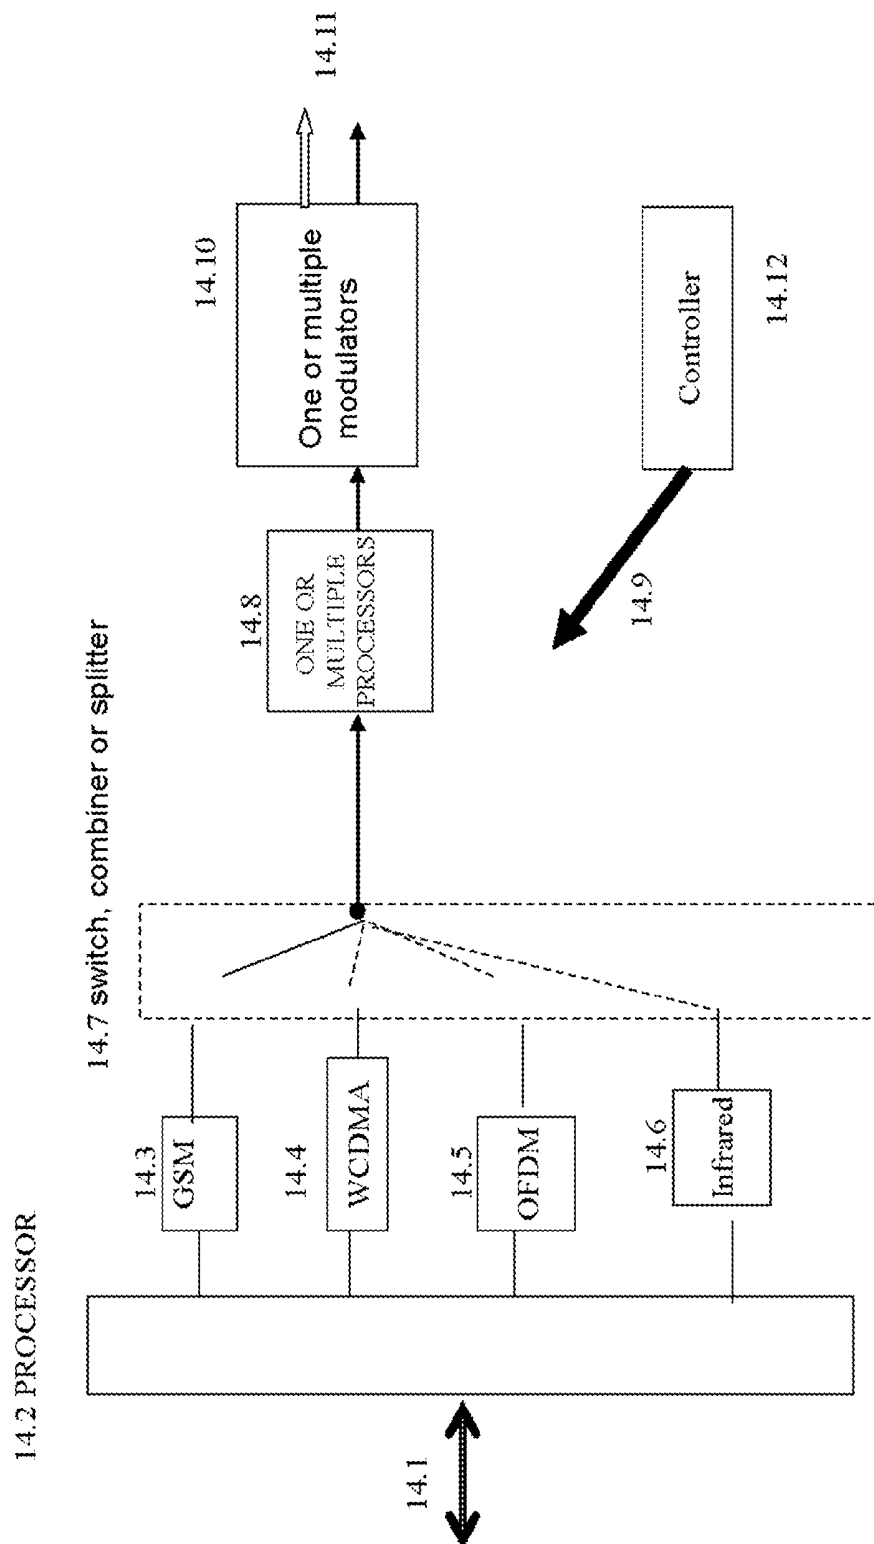 14.2 PROCESSOR
14.7 switch, combiner or splitter
14.1
14.3
GSM
14.4
WCDMA
14.5
OFDM
14.6
Infrared
14.8
ONE OR
MULTIPLE
PROCESSORS
14.10
One or multiple
modulators
14.11
14.9
Controller
14.12